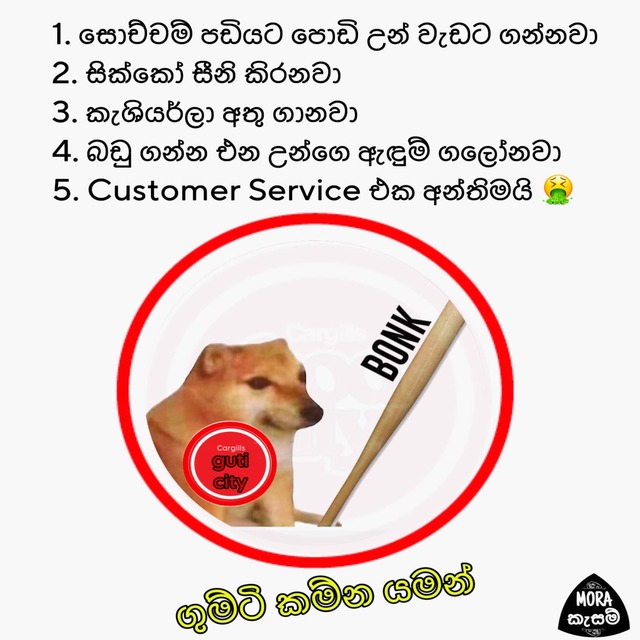 1. සොච්චම් පඩියට පොඩි උන් වැඩට ගන්නවා
2. සික්කෝ සීනි කිරනවා
3. කැශියර්ලා අතු ගානවා
4. බඩු ගන්න එන උන්ගෙ ඇඳුම් ගලෝනවා
5. Customer Service එක අන්තිමයි 🤮
BONK
Cargills
Cargills
guti
city
ගුම්ටි කම්න යමන්
MORA
කැසම්